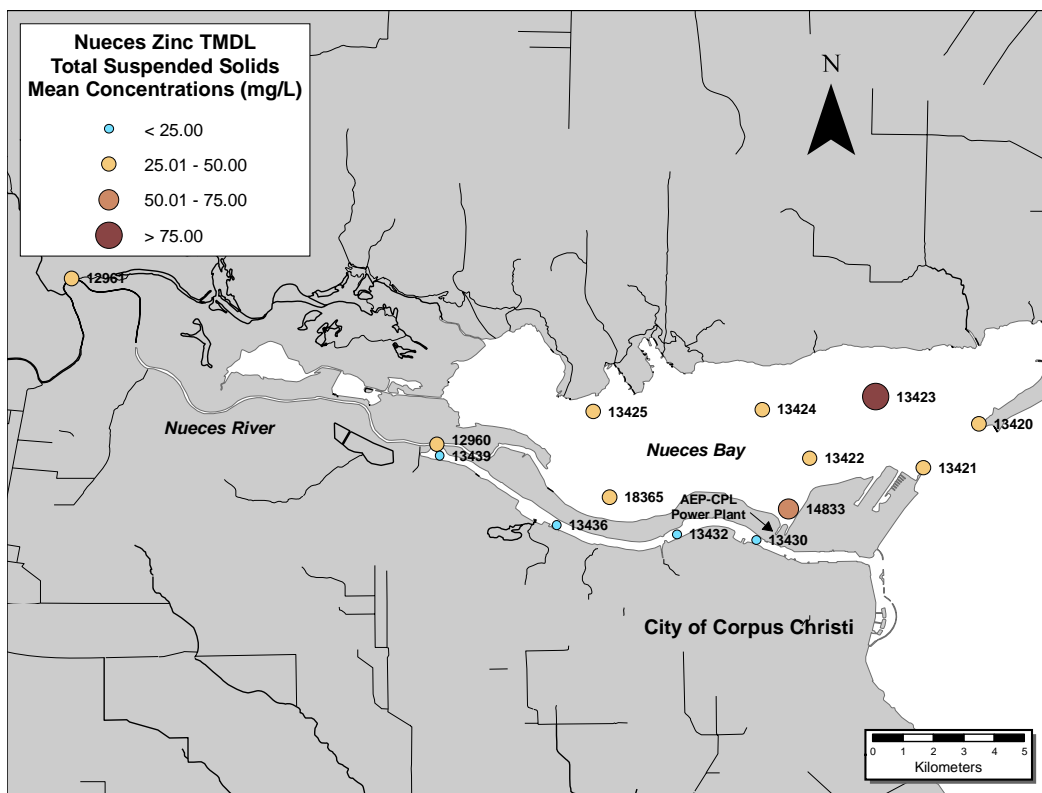 Nueces Zinc TMDL
Total Suspended Solids
Mean Concentrations (mg/L)
< 25.00
25.01 - 50.00
50.01 - 75.00
> 75.00
N
12961
13425
13424
13423
13420
Nueces River
12960
13439
Nueces Bay
13422
13421
18365
AEP-CPL
Power Plant
14833
13436
13432
13430
City of Corpus Christi
0 1 2 3 4 5
Kilometers